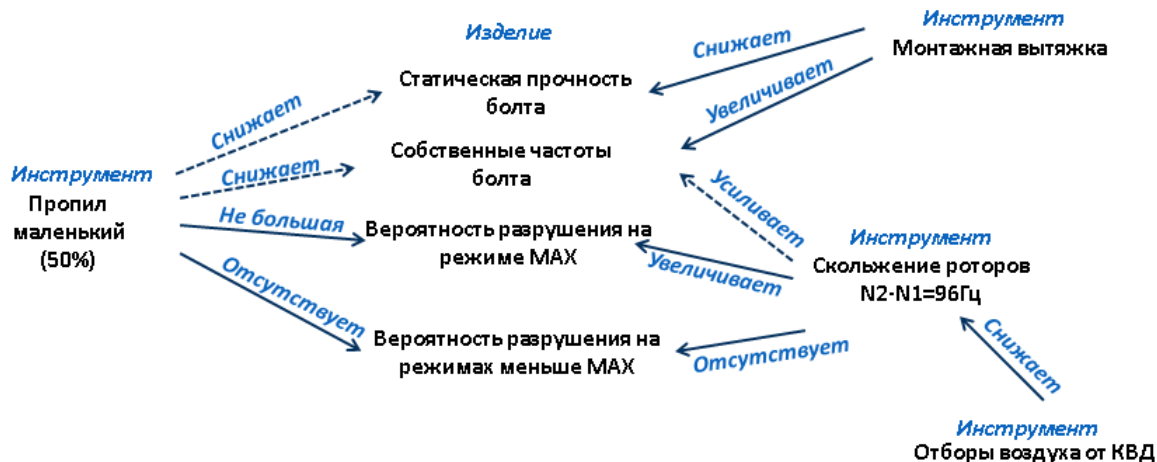 Инструмент
Монтажная вытяжка
Изделие
Снижает
Статическая прочность
болта
Увеличивает
Снижает
Собственные частоты
болта
Снижает
Инструмент
Пропил
маленький
(50%)
Усиливает
Не большая
Вероятность разрушения на
режиме МАХ
Увеличивает
Инструмент
Скольжение роторов
N2-N1=96Гц
Отсутствует
Вероятность разрушения на
режимах меньше МАХ
Отсутствует
Снижает
Инструмент
Отборы воздуха от КВД